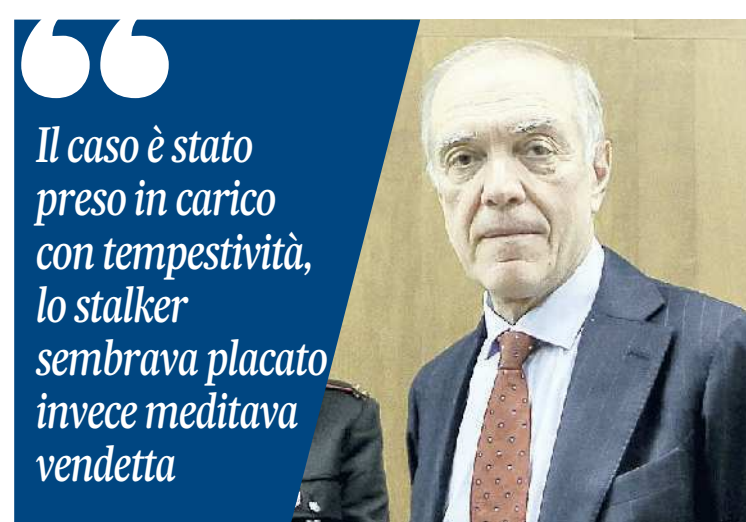 Il caso è stato
preso in carico
con tempestività,
lo stalker
sembrava placato
invece meditava
vendetta